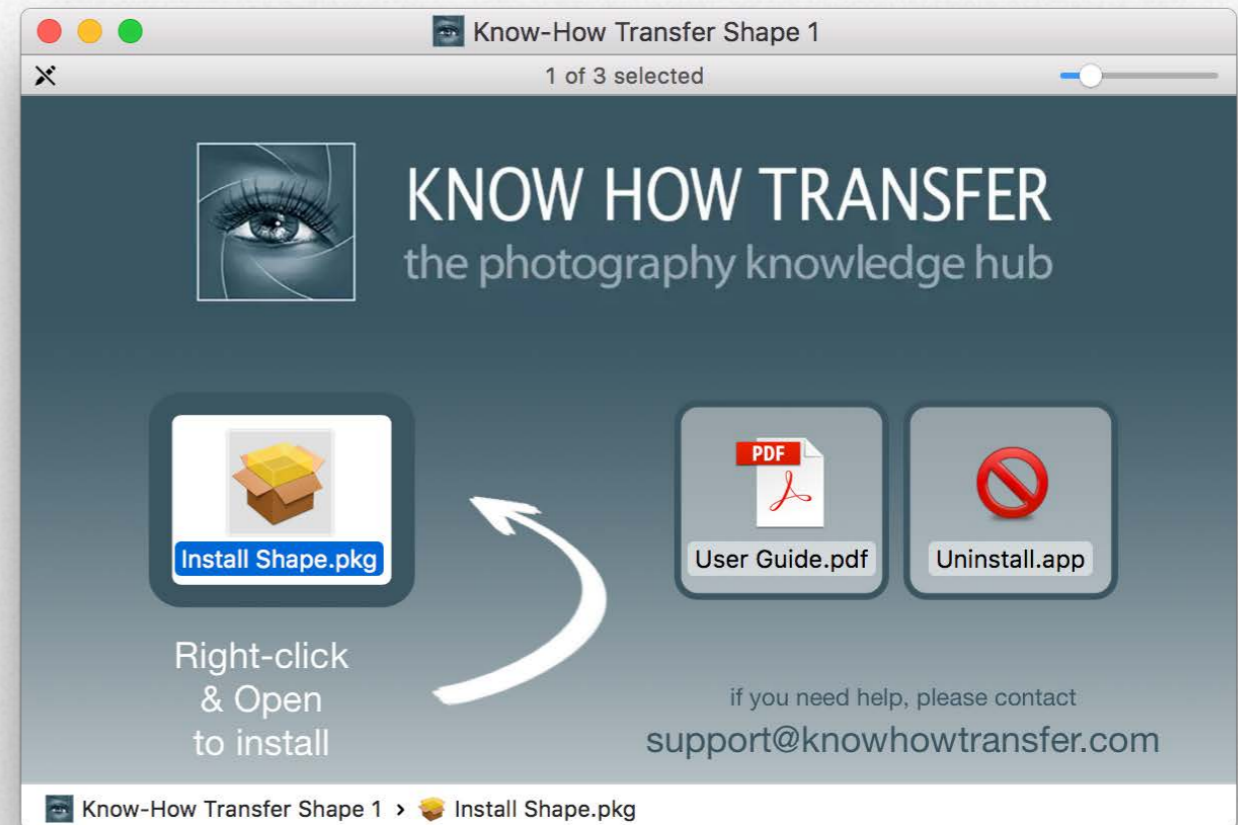 Know-How Transfer Shape 1
1 of 3 selected
KNOW HOW TRANSFER
the photography knowledge hub
PDF
Install Shape.pkg
User Guide.pdf
Uninstall.app
Right-click
& Open
to install
if you need help, please contact
support@knowhowtransfer.com
Know-How Transfer Shape 1 › Install Shape.pkg